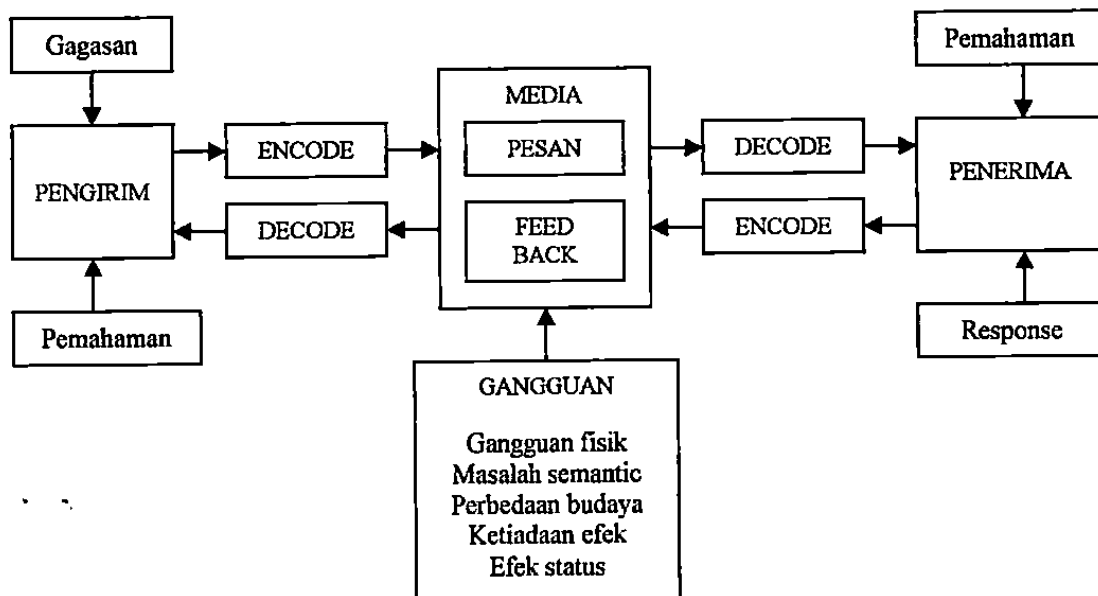 Gagasan
Pemahaman
MEDIA
ENCODE
PESAN
DECODE
PENGIRIM
PENERIMA
DECODE
FEED
BACK
ENCODE
Pemahaman
Response
GANGGUAN
Gangguan fisik
Masalah semantic
Perbedaan budaya
Ketiadaan efek
Efek status